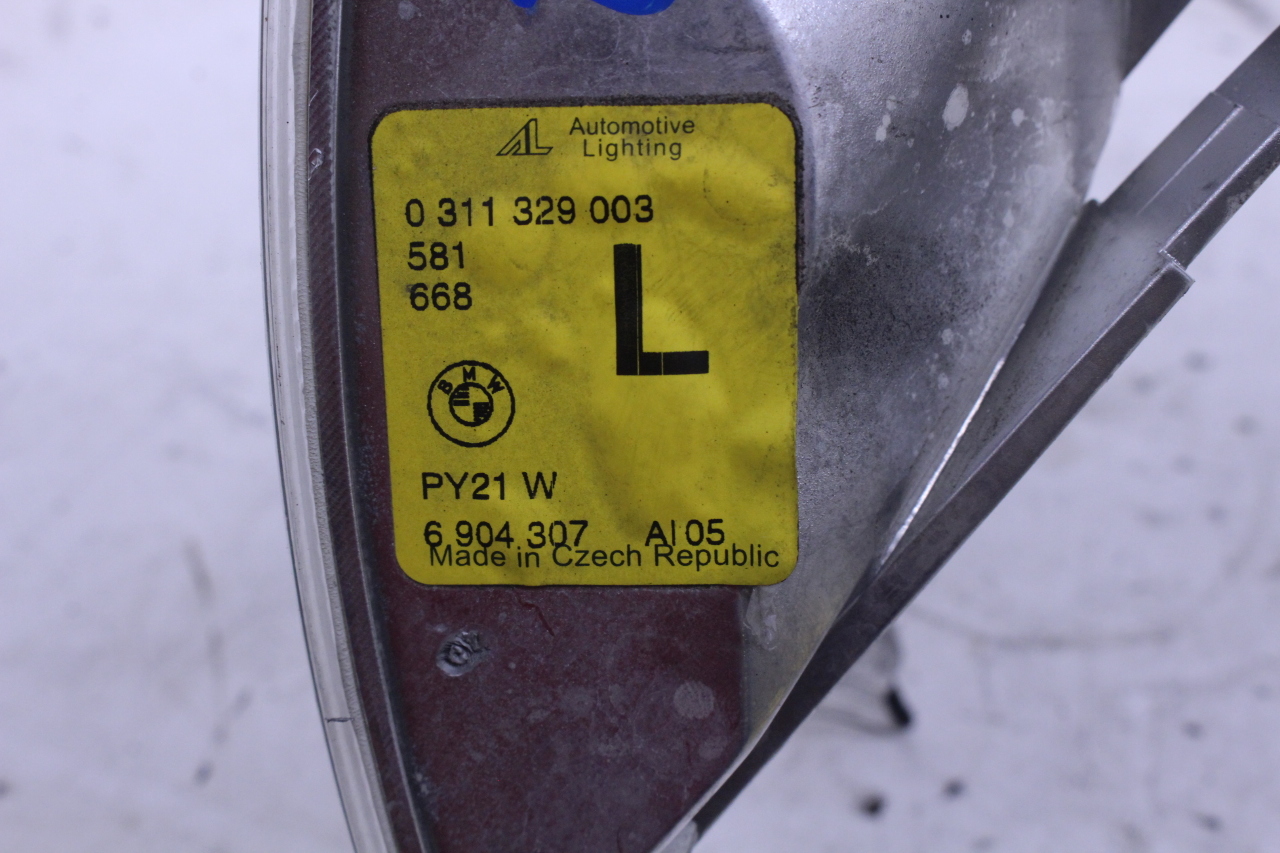 AL Automotive
Lighting
0 311 329 003
581
668
L
BMW
PY21 W
6 904 307 AI 05
Made in Czech Republic